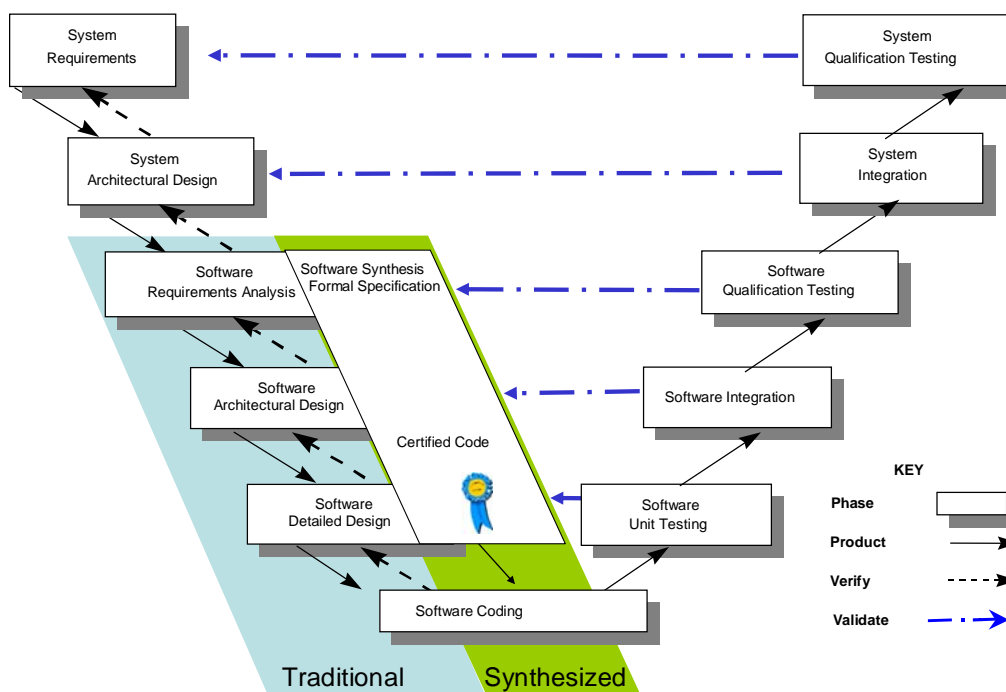 System
Requirements
System
Qualification Testing
System
Architectural Design
System
Integration
Software
Requirements Analysis
Software Synthesis
Formal Specification
Software
Qualification Testing
Software
Architectural Design
Software Integration
Certified Code
Software
Detailed Design
Software
Unit Testing
Software Coding
Traditional
Synthesized
KEY
Phase
Product
Verify
Validate